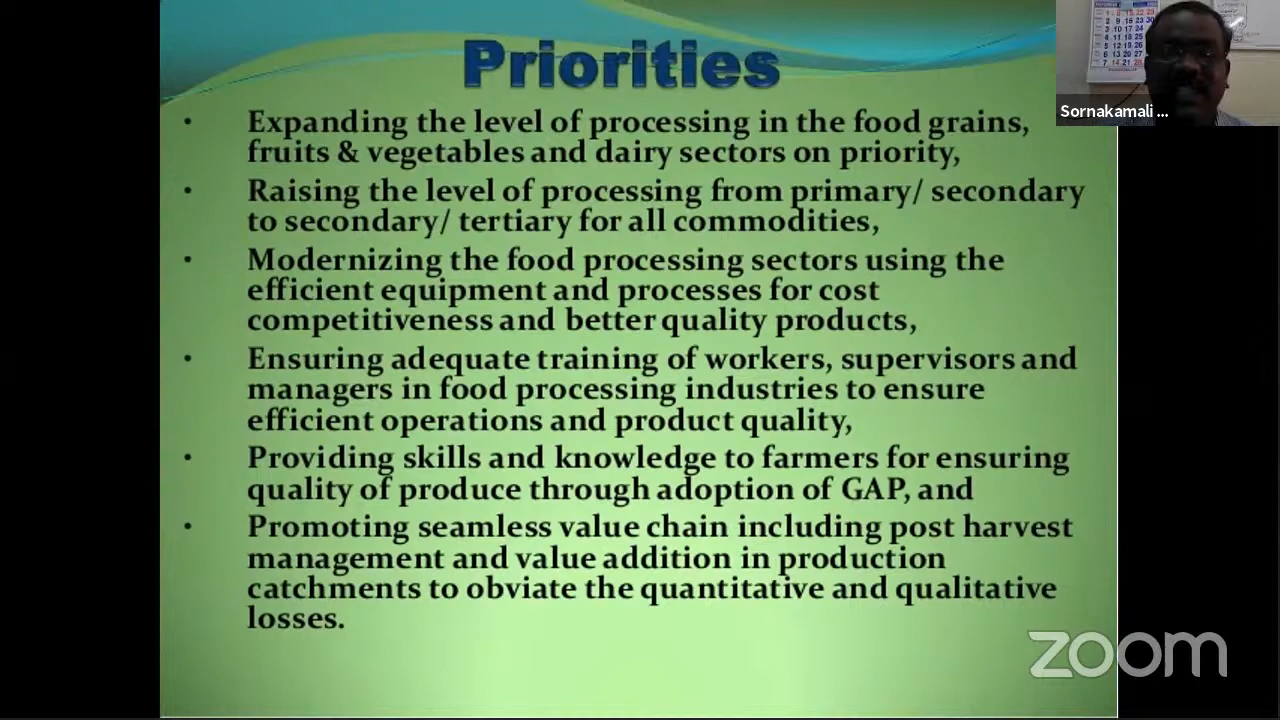 Priorities
• Expanding the level of processing in the food grains,
fruits & vegetables and dairy sectors on priority,
• Raising the level of processing from primary/ secondary
to secondary/ tertiary for all commodities,
• Modernizing the food processing sectors using the
efficient equipment and processes for cost
competitiveness and better quality products,
• Ensuring adequate training of workers, supervisors and
managers in food processing industries to ensure
efficient operations and product quality,
• Providing skills and knowledge to farmers for ensuring
quality of produce through adoption of GAP, and
• Promoting seamless value chain including post harvest
management and value addition in production
catchments to obviate the quantitative and qualitative
losses.
Sornakamali ...
zoom